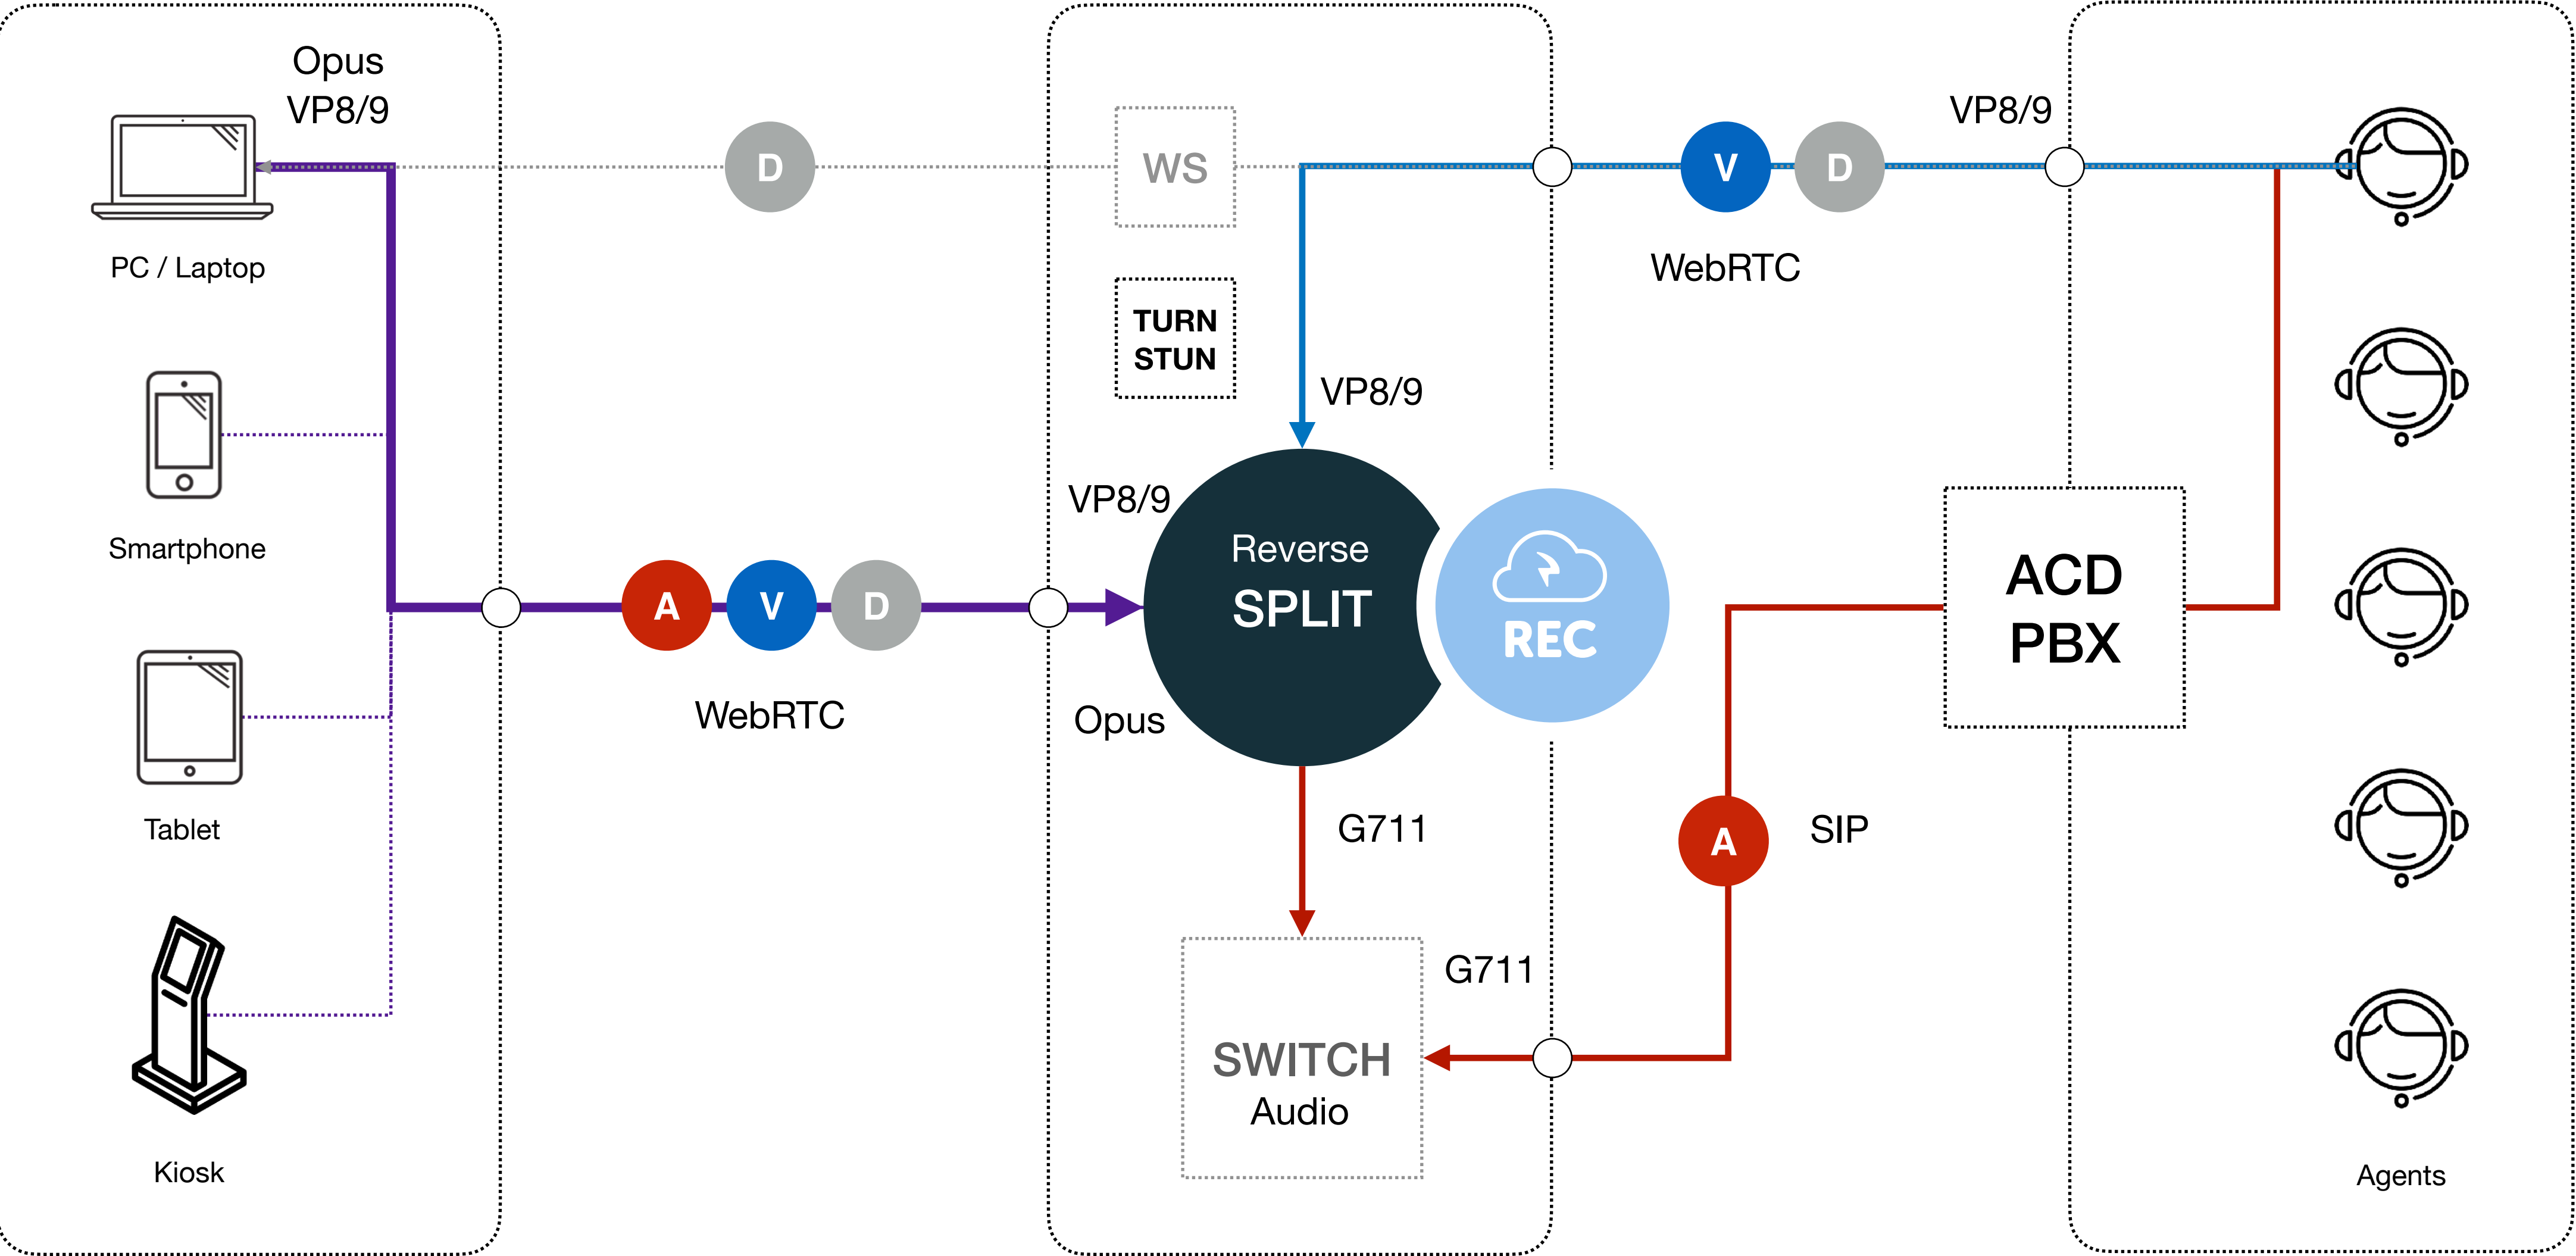 Opus
VP8/9
PC / Laptop
Smartphone
Tablet
Kiosk
D
A
V
D
WebRTC
WS
TURN
STUN
VP8/9
VP8/9
Opus
Reverse
SPLIT
REC
G711
SWITCH
Audio
G711
V
D
WebRTC
VP8/9
A
SIP
ACD
PBX
Agents